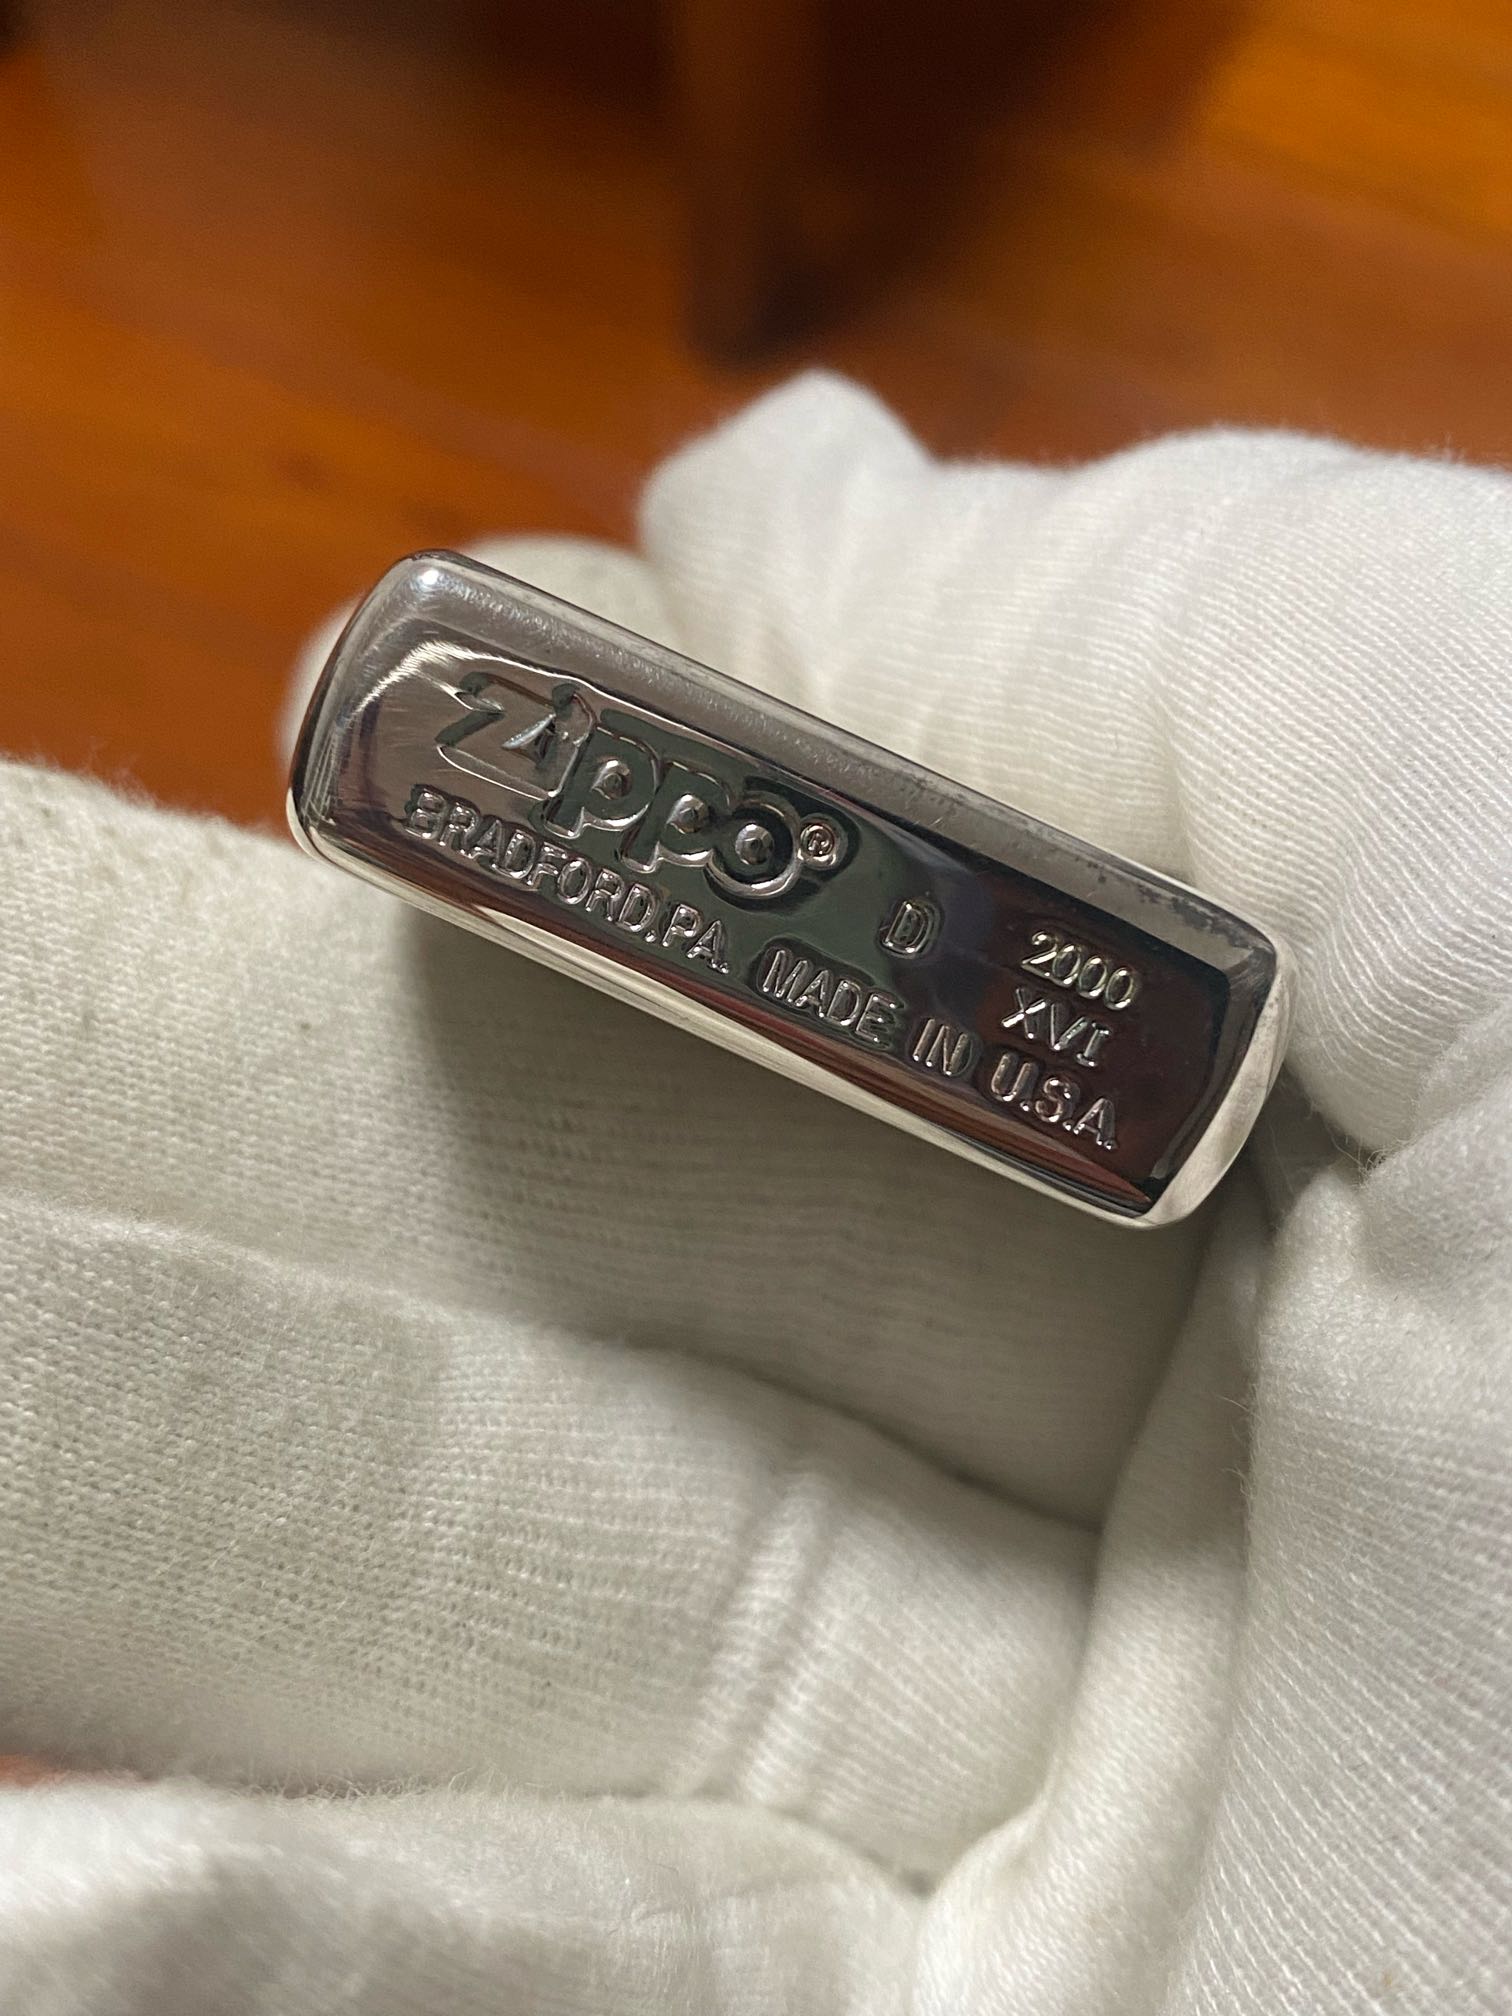 Zippo®
D 2000
XVI
BRADFORD,PA. MADE IN U.S.A.